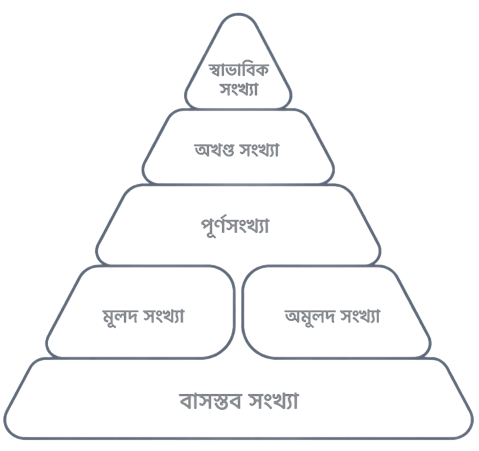 স্বাভাবিক
সংখ্যা
অখণ্ড সংখ্যা
পূর্ণসংখ্যা
মূলদ সংখ্যা
অমূলদ সংখ্যা
বাসস্তব সংখ্যা